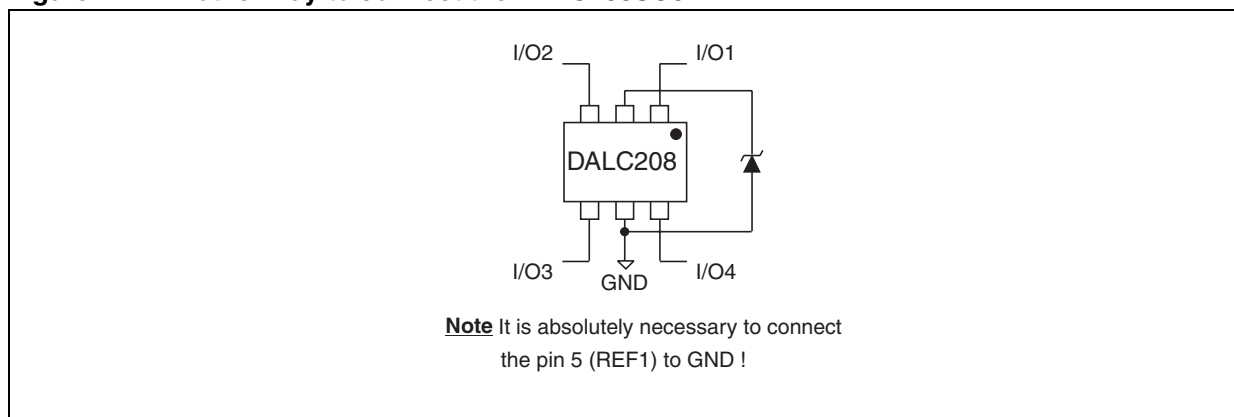 I/O2
I/O1
DALC208
I/O3
I/O4
GND
Note It is absolutely necessary to connect
the pin 5 (REF1) to GND !